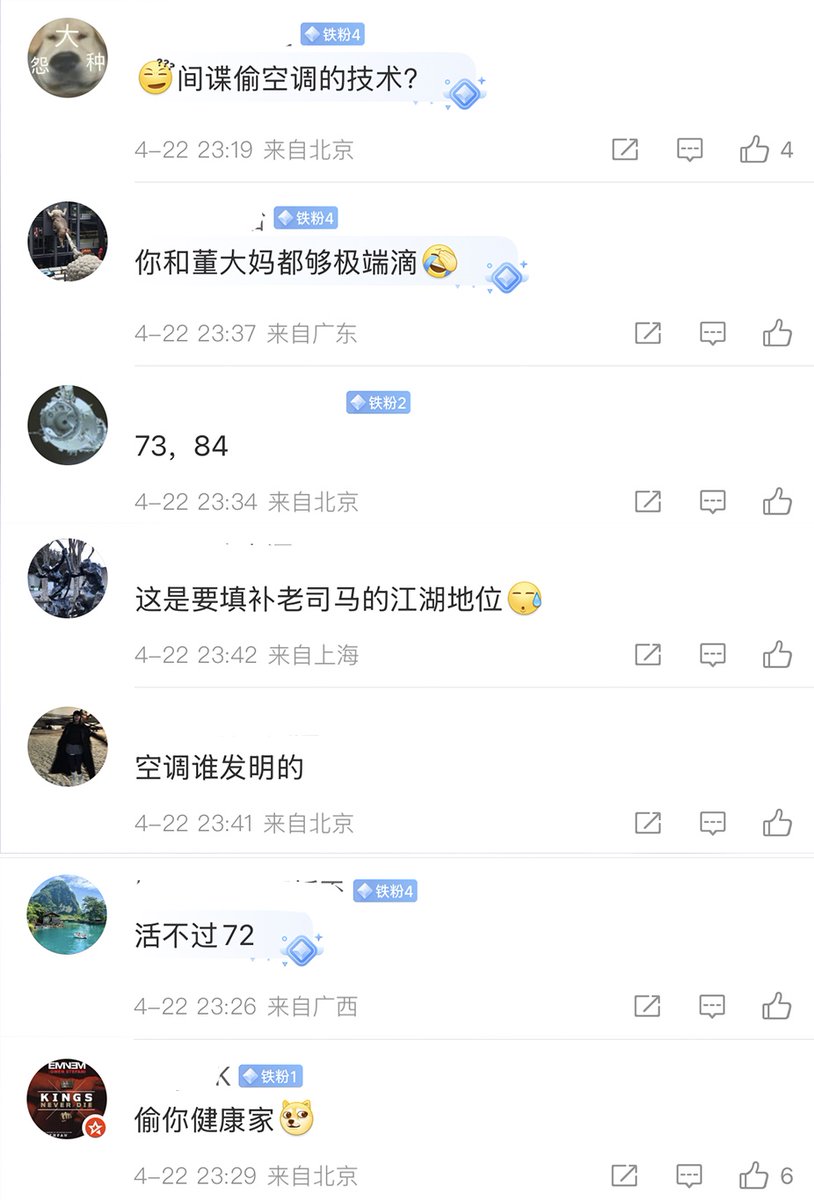 大
怨 种
铁粉4
间谍偷空调的技术?
4-22 23:19 来自北京
4
铁粉4
你和董大妈都够极端滴
4-22 23:37 来自广东
铁粉2
73，84
4-22 23:34 来自北京
这是要填补老司马的江湖地位
4-22 23:42 来自上海
空调谁发明的
4-22 23:41 来自北京
铁粉4
活不过72
4-22 23:26 来自广西
EMINEM
KINGS
NEVER DIE
铁粉1
偷你健康家
4-22 23:29 来自北京
6